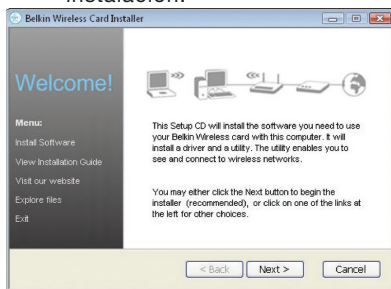 instalación.
Belkin Wireless Card Installer
Welcome!
Menu:
Install Software
View Installation Guide
Visit our website
Explore files
Exit
This Setup CD will install the software you need to use
your Belkin Wireless card with this computer. It will
install a driver and a utility. The utility enables you to
see and connect to wireless networks.
You may either click the Next button to begin the
installer (recommended), or click on one of the links at
the left for other choices.
< Back
Next >
Cancel